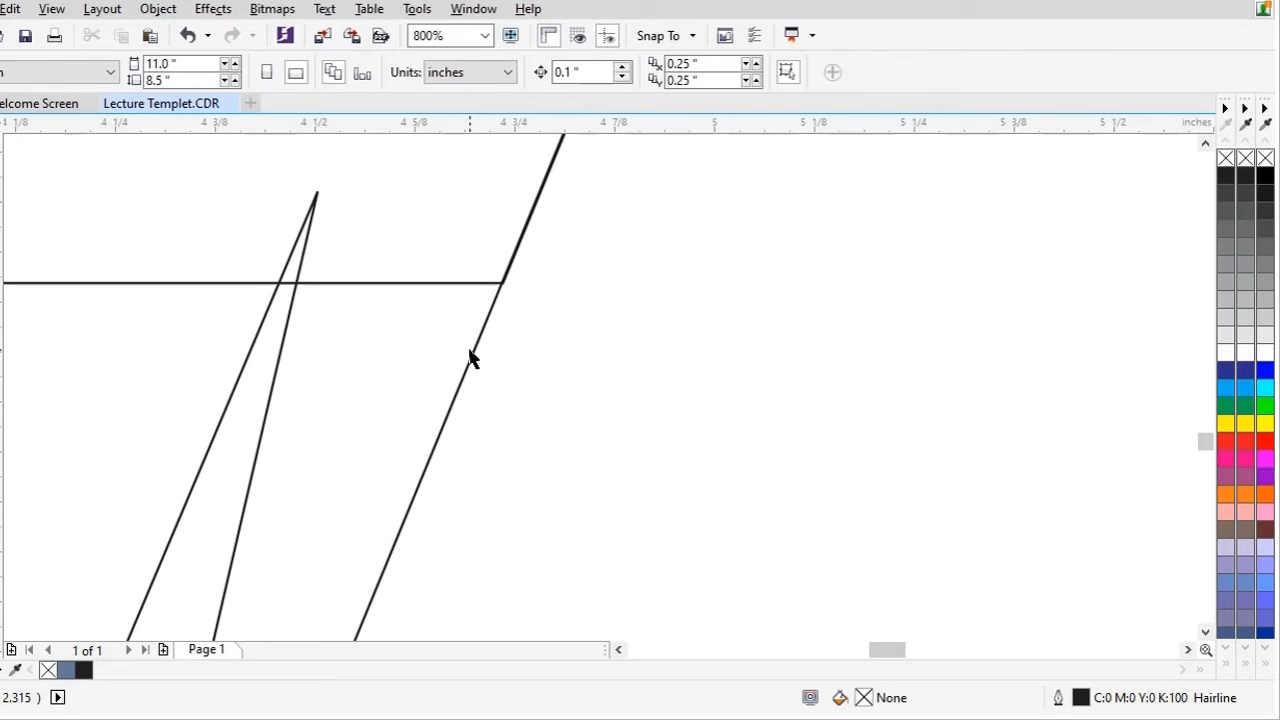 Edit View Layout Object Effects Bitmaps Text Table Tools Window Help
800% Snap To
11.0 " 8.5 " Units: inches 0.1 " 0.25 " 0.25 "
elcome Screen Lecture Templet.CDR
4 1/8 4 1/4 4 3/8 4 1/2 4 5/8 4 3/4 4 7/8 5 5 1/8 5 1/4 5 3/8 5 1/2 inches
1 of 1 Page 1
2.315 ) None C:0 M:0 Y:0 K:100 Hairline